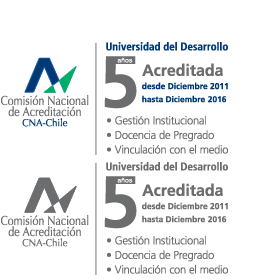 Universidad del Desarrollo
5 años
Acreditada
desde Diciembre 2011
hasta Diciembre 2016
Comisión Nacional
de Acreditación
CNA-Chile
• Gestión Institucional
• Docencia de Pregrado
• Vinculación con el medio
Universidad del Desarrollo
5 años
Acreditada
desde Diciembre 2011
hasta Diciembre 2016
Comisión Nacional
de Acreditación
CNA-Chile
• Gestión Institucional
• Docencia de Pregrado
• Vinculación con el medio